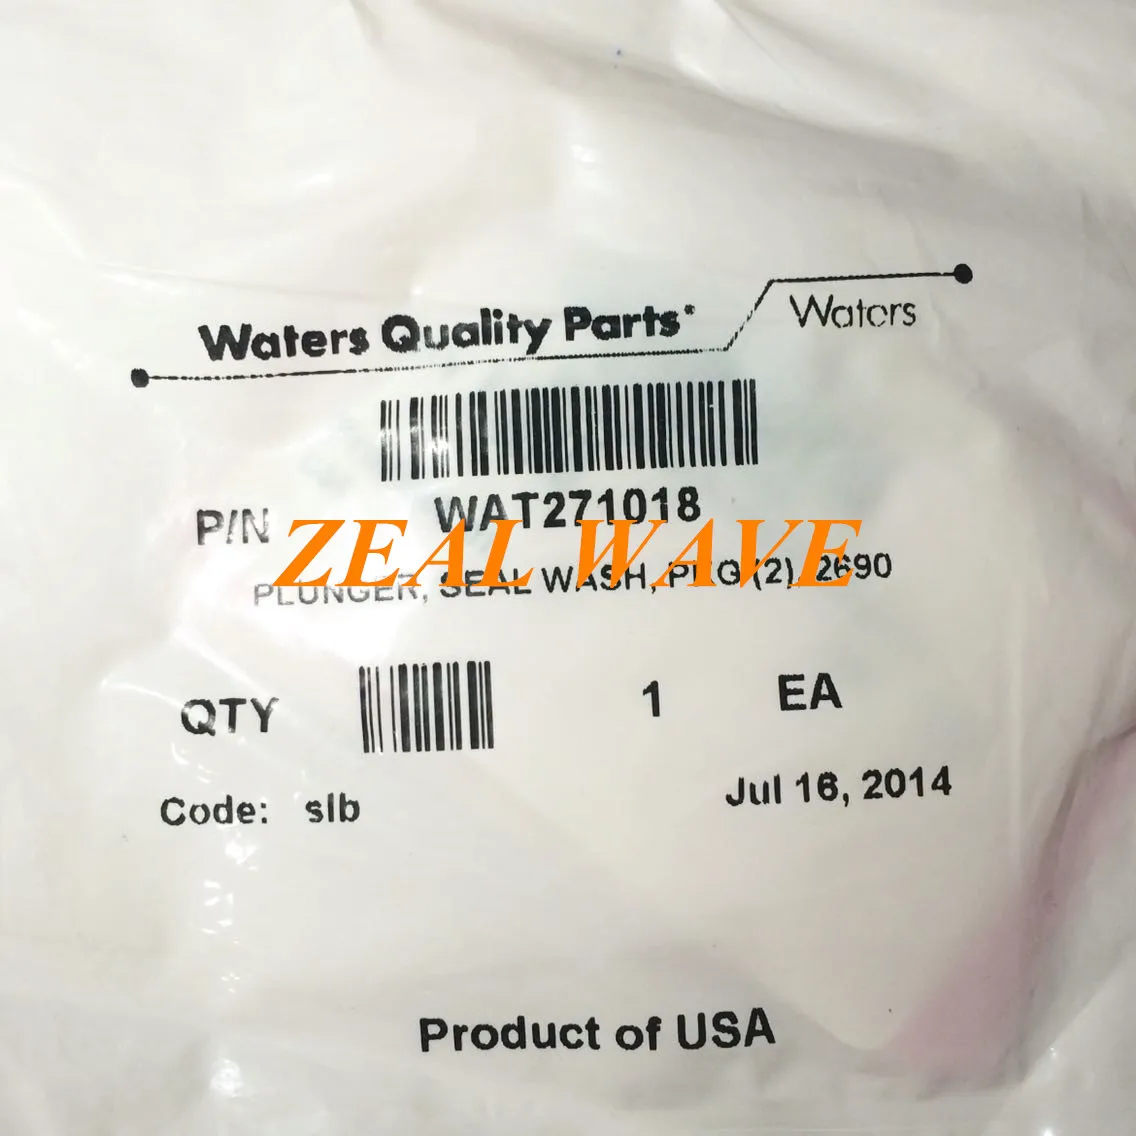 Waters Quality Parts*
Waters
P/N WAT271018
ZEAL WAVE
PLUNGER, SEAL WASH, PKG (2), 2690
QTY 1 EA
Code: slb Jul 16, 2014
Product of USA